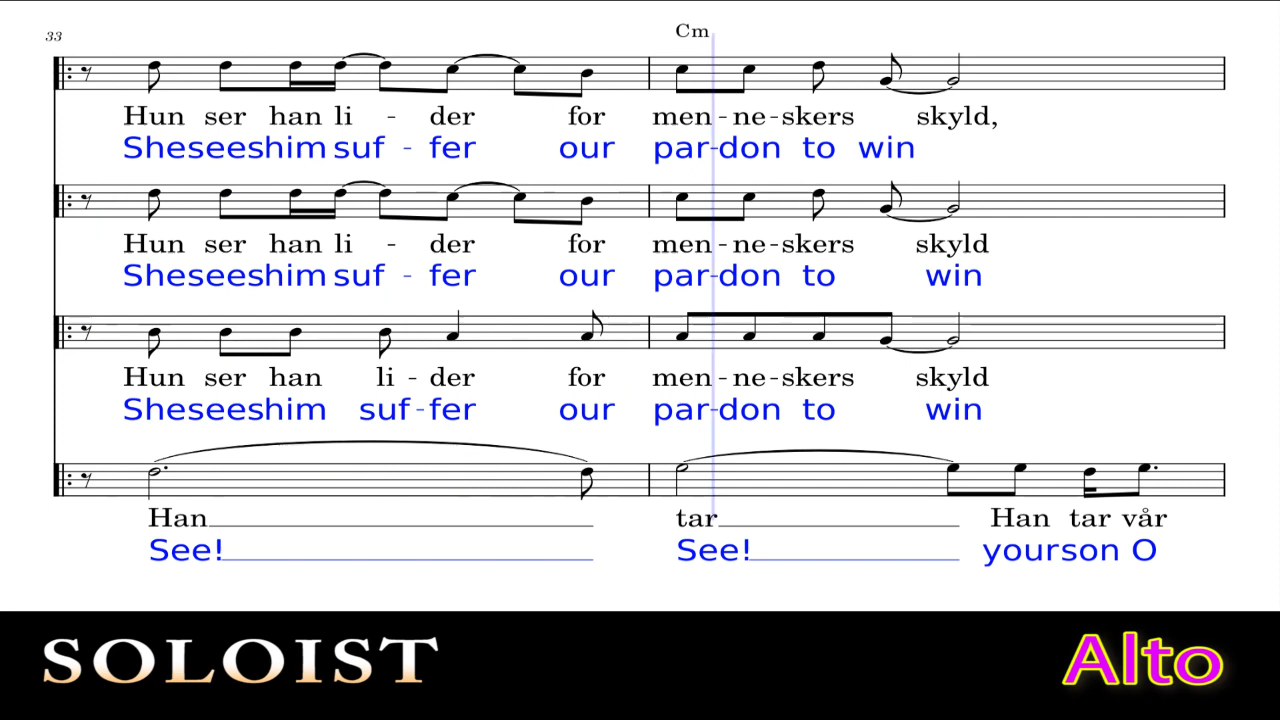 33
Cm
Hun ser han li - der for men - ne - skers skyld,
Sheseeshim suf - fer our par-don to win
Hun ser han li - der for men - ne - skers skyld
Sheseeshim suf - fer our par-don to win
Hun ser han li - der for men - ne - skers skyld
Sheseeshim suf - fer our par-don to win
Han tar Han tar vår
See! See! yourson O
SOLOIST Alto